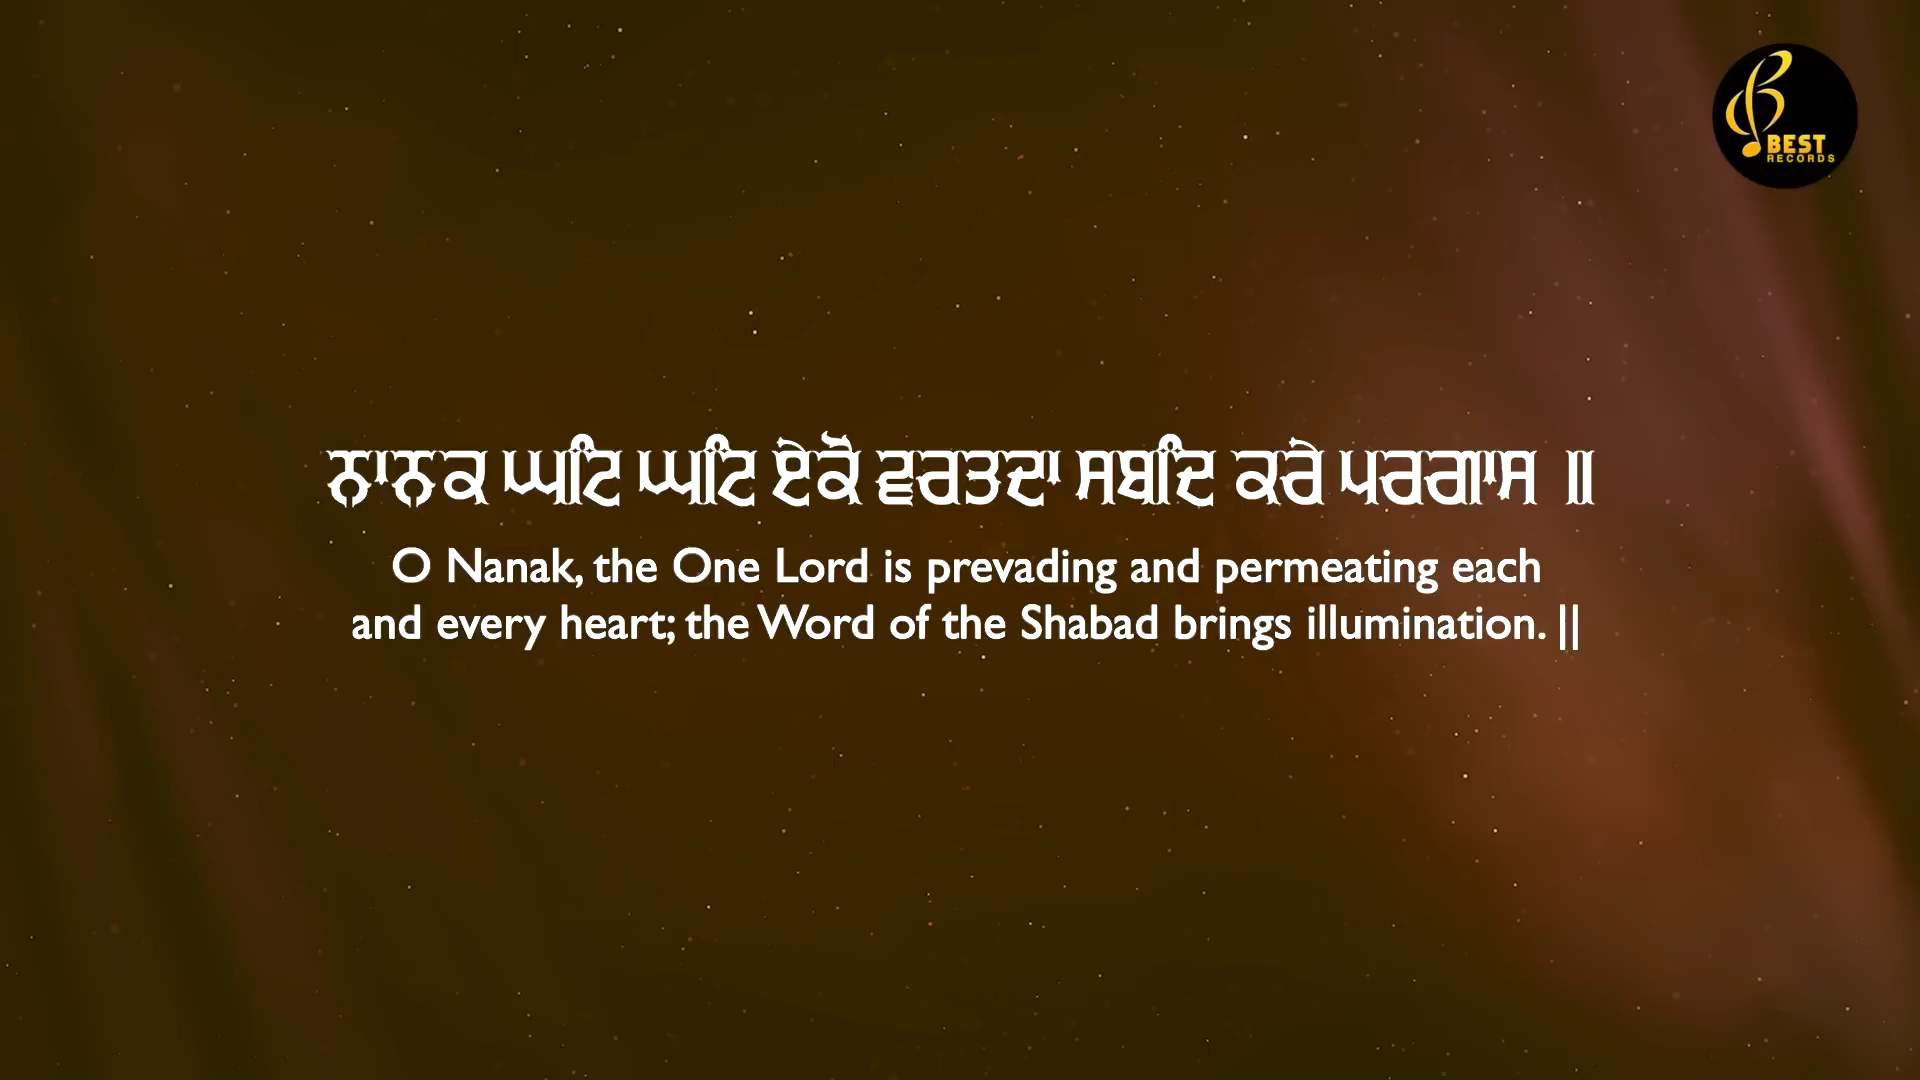 BEST
RECORDS
ਨਾਨਕ ਘਟਿ ਘਟਿ ਏਕੋ ਵਰਤਦਾ ਸਬਦਿ ਕਰੇ ਪਰਗਾਸ ॥
O Nanak, the One Lord is prevading and permeating each
and every heart; the Word of the Shabad brings illumination. ||